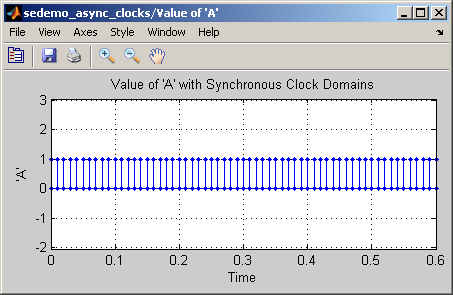 sedemo_async_clocks/Value of 'A'
File View Axes Style Window Help
Value of 'A' with Synchronous Clock Domains
3
2
1
0
-1
-2
'A'
0 0.1 0.2 0.3 0.4 0.5 0.6
Time